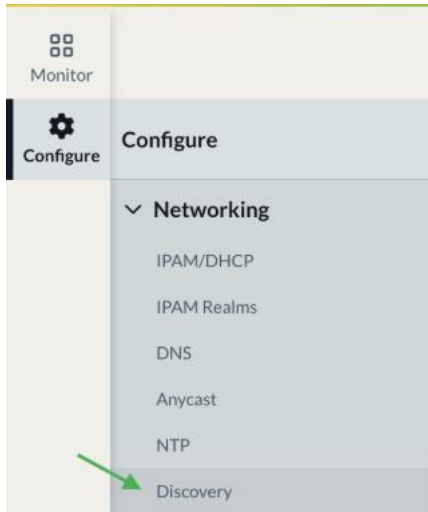 Monitor
Configure
Configure
Networking
IPAM/DHCP
IPAM Realms
DNS
Anycast
NTP
Discovery